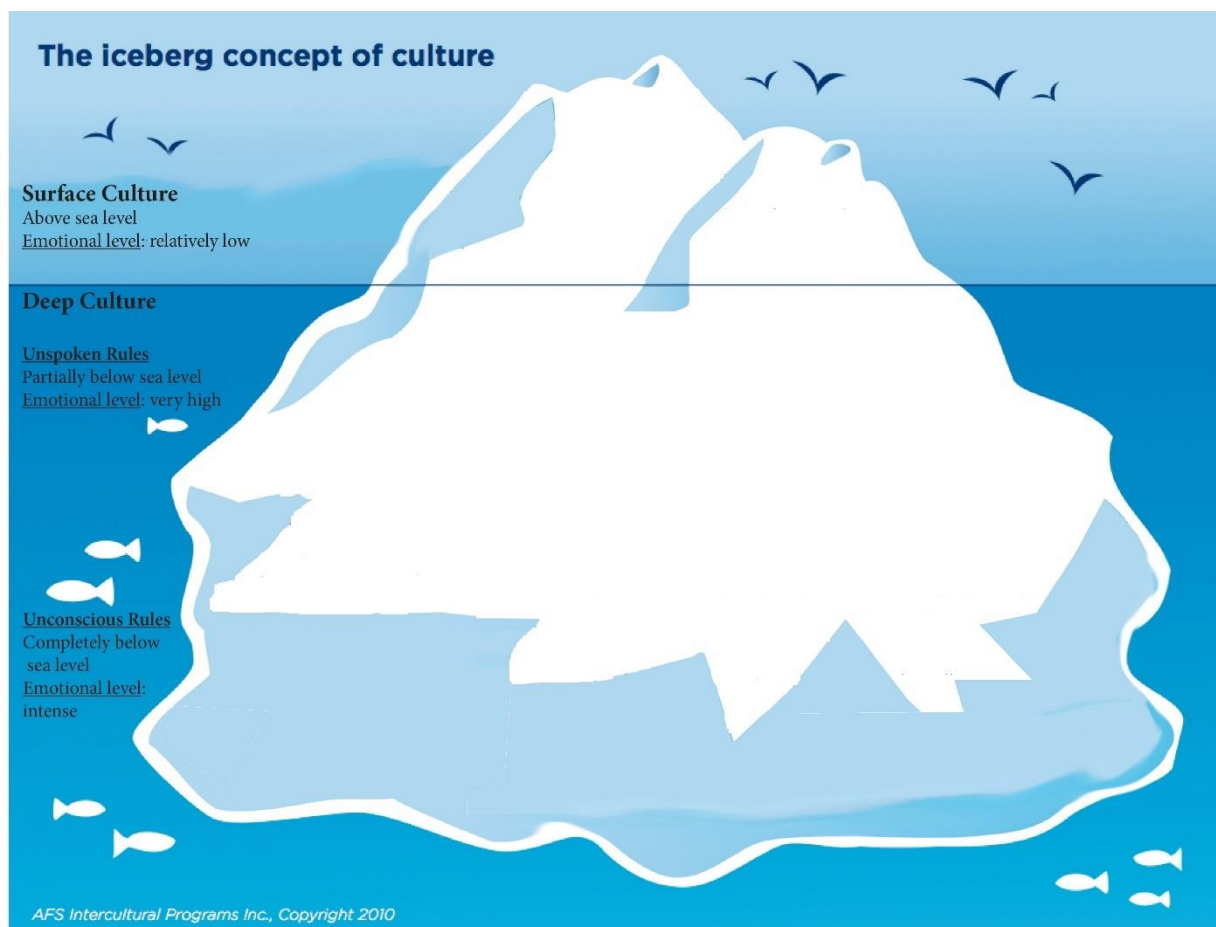 The iceberg concept of culture
Surface Culture
Above sea level
Emotional level: relatively low
Deep Culture
Unspoken Rules
Partially below sea level
Emotional level: very high
Unconscious Rules
Completely below
sea level
Emotional level:
intense
AFS Intercultural Programs Inc., Copyright 2010